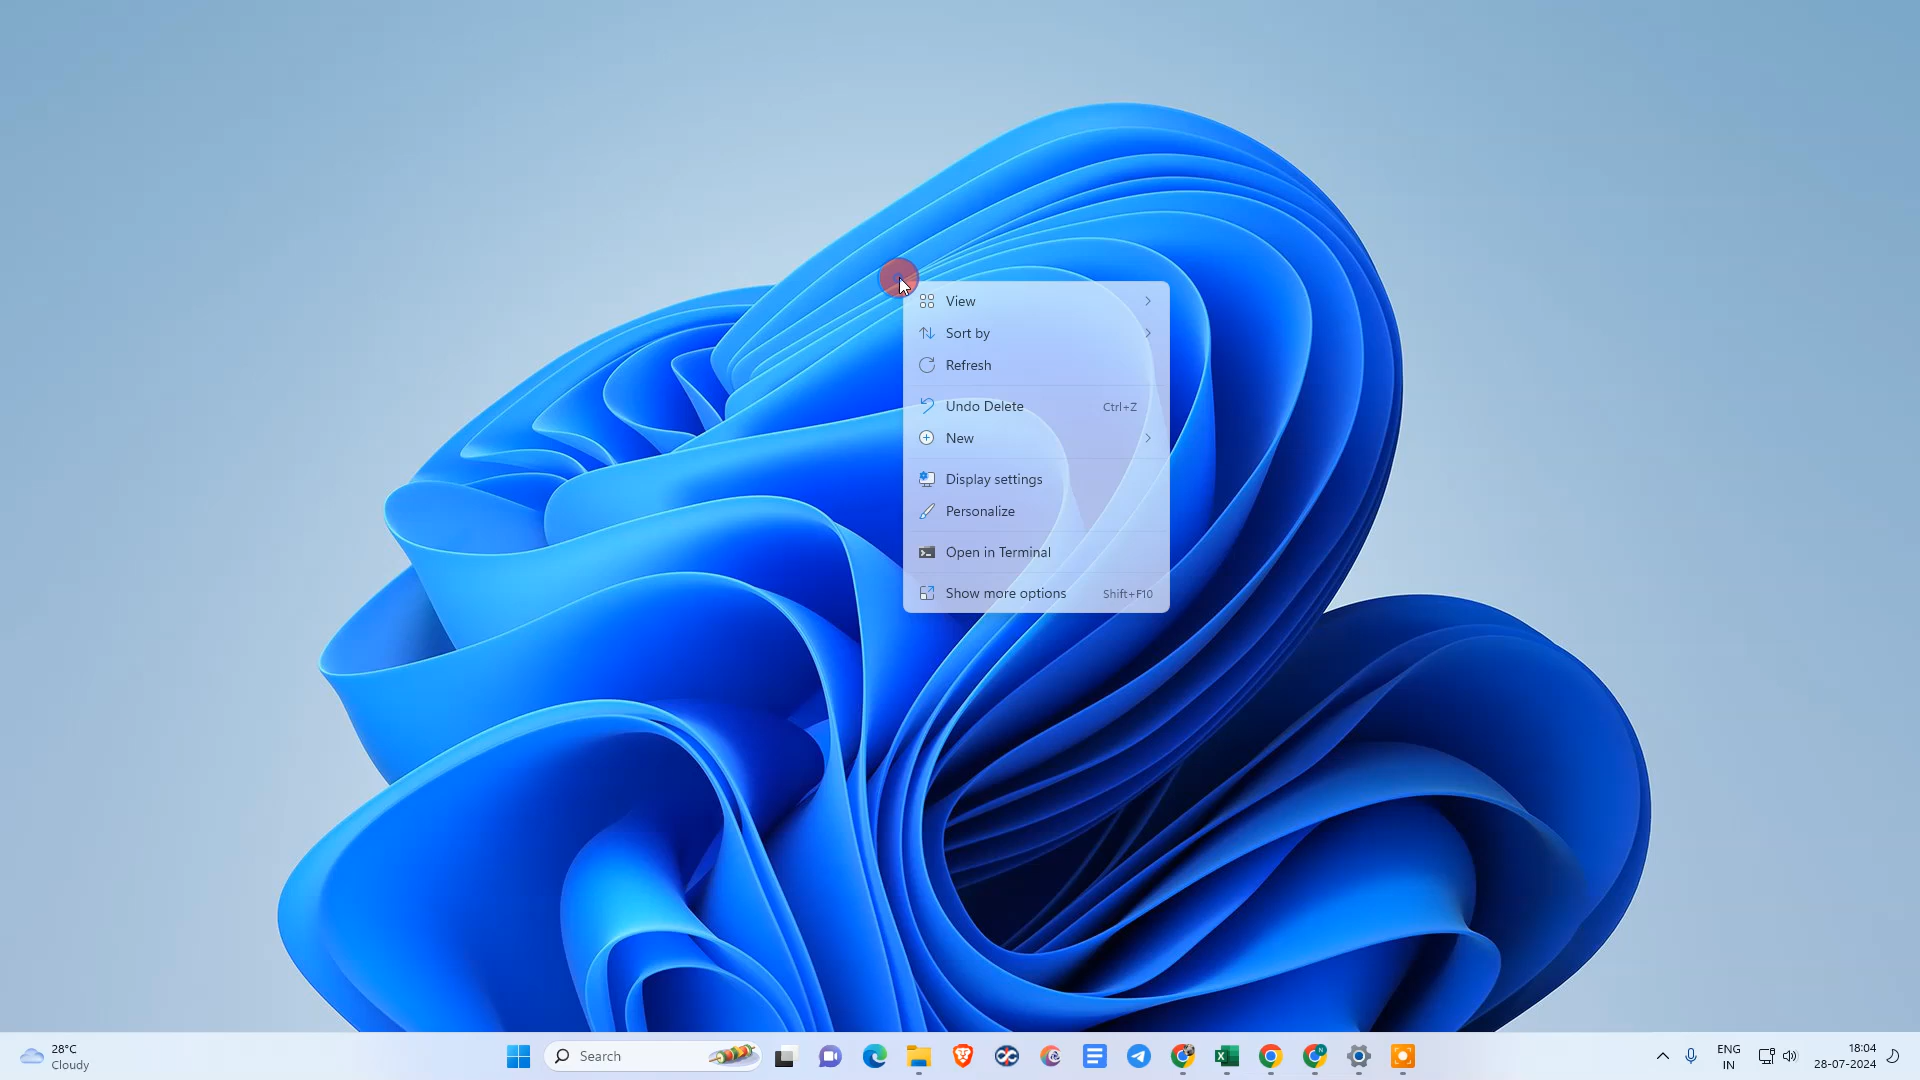 View
Sort by
Refresh
Undo Delete Ctrl+Z
New
Display settings
Personalize
Open in Terminal
Show more options Shift+F10
28°C
Cloudy
Search
ENG
IN
18:04
28-07-2024